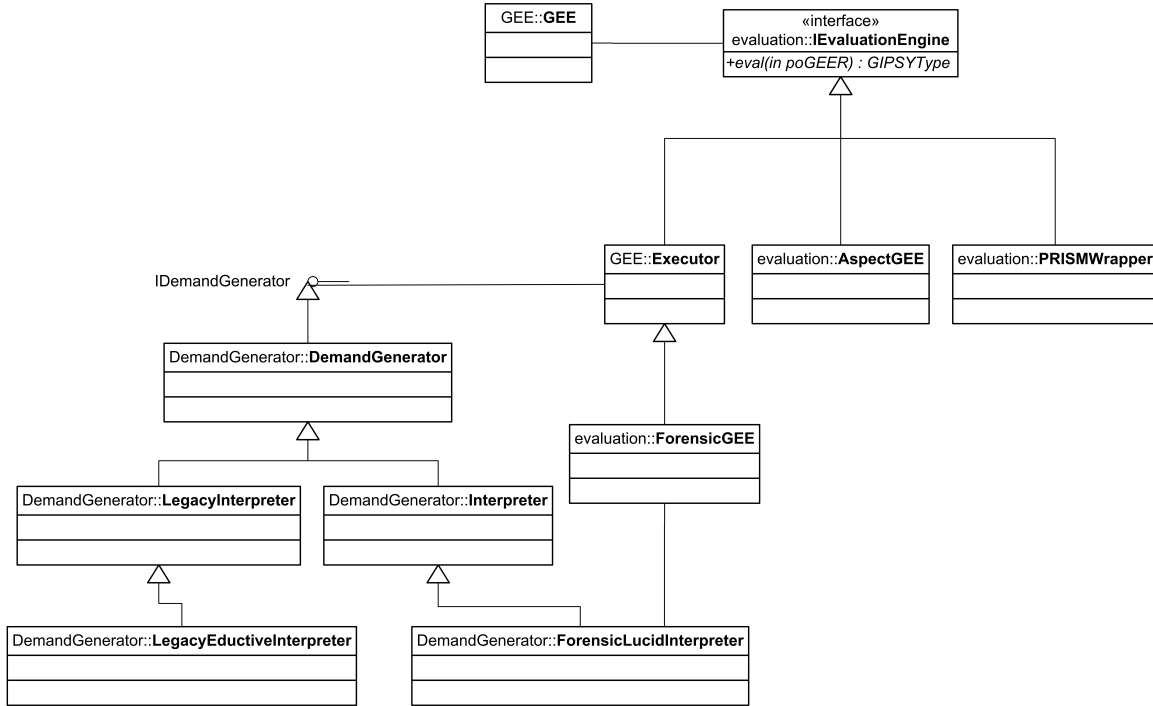 GEE::GEE
«interface»
evaluation::IEvaluationEngine
+eval(in poGEER) : GIPSYType
GEE::Executor
evaluation::AspectGEE
evaluation::PRISMWrapper
IDemandGenerator
DemandGenerator::DemandGenerator
evaluation::ForensicGEE
DemandGenerator::LegacyInterpreter
DemandGenerator::Interpreter
DemandGenerator::LegacyEductiveInterpreter
DemandGenerator::ForensicLucidInterpreter